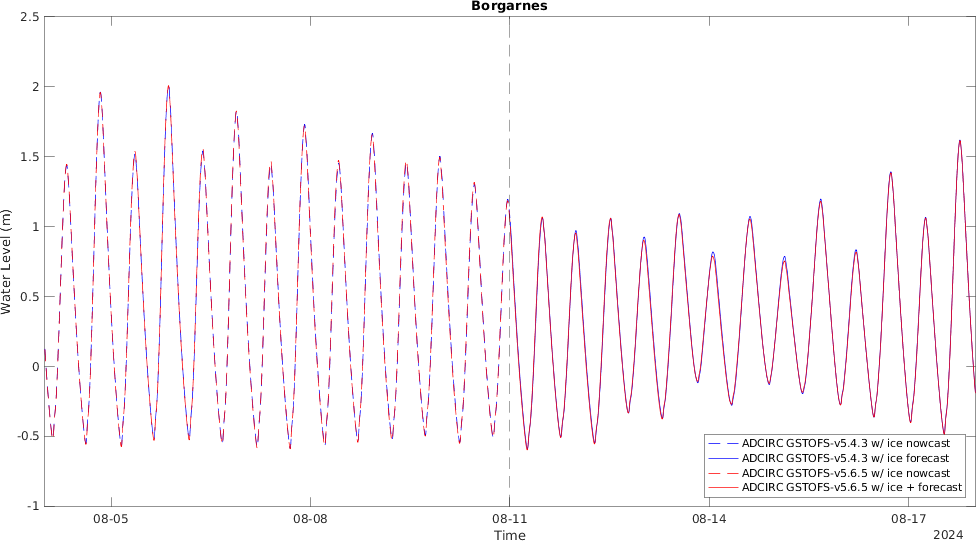 Borgarnes
2.5
2
1.5
1
0.5
0
-0.5
-1
Water Level (m)
08-05
08-08
08-11
08-14
08-17
Time
2024
ADCIRC GSTOFS-v5.4.3 w/ ice nowcast
ADCIRC GSTOFS-v5.4.3 w/ ice forecast
ADCIRC GSTOFS-v5.6.5 w/ ice nowcast
ADCIRC GSTOFS-v5.6.5 w/ ice + forecast